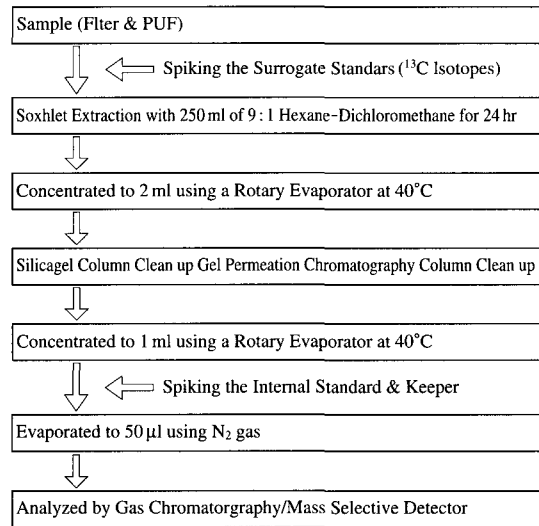 Sample (Flter & PUF)
Spiking the Surrogate Standars (¹³C Isotopes)
Soxhlet Extraction with 250 ml of 9 : 1 Hexane-Dichloromethane for 24 hr
Concentrated to 2 ml using a Rotary Evaporator at 40°C
Silicagel Column Clean up Gel Permeation Chromatography Column Clean up
Concentrated to 1 ml using a Rotary Evaporator at 40°C
Spiking the Internal Standard & Keeper
Evaporated to 50 µl using N₂ gas
Analyzed by Gas Chromatorgraphy/Mass Selective Detector